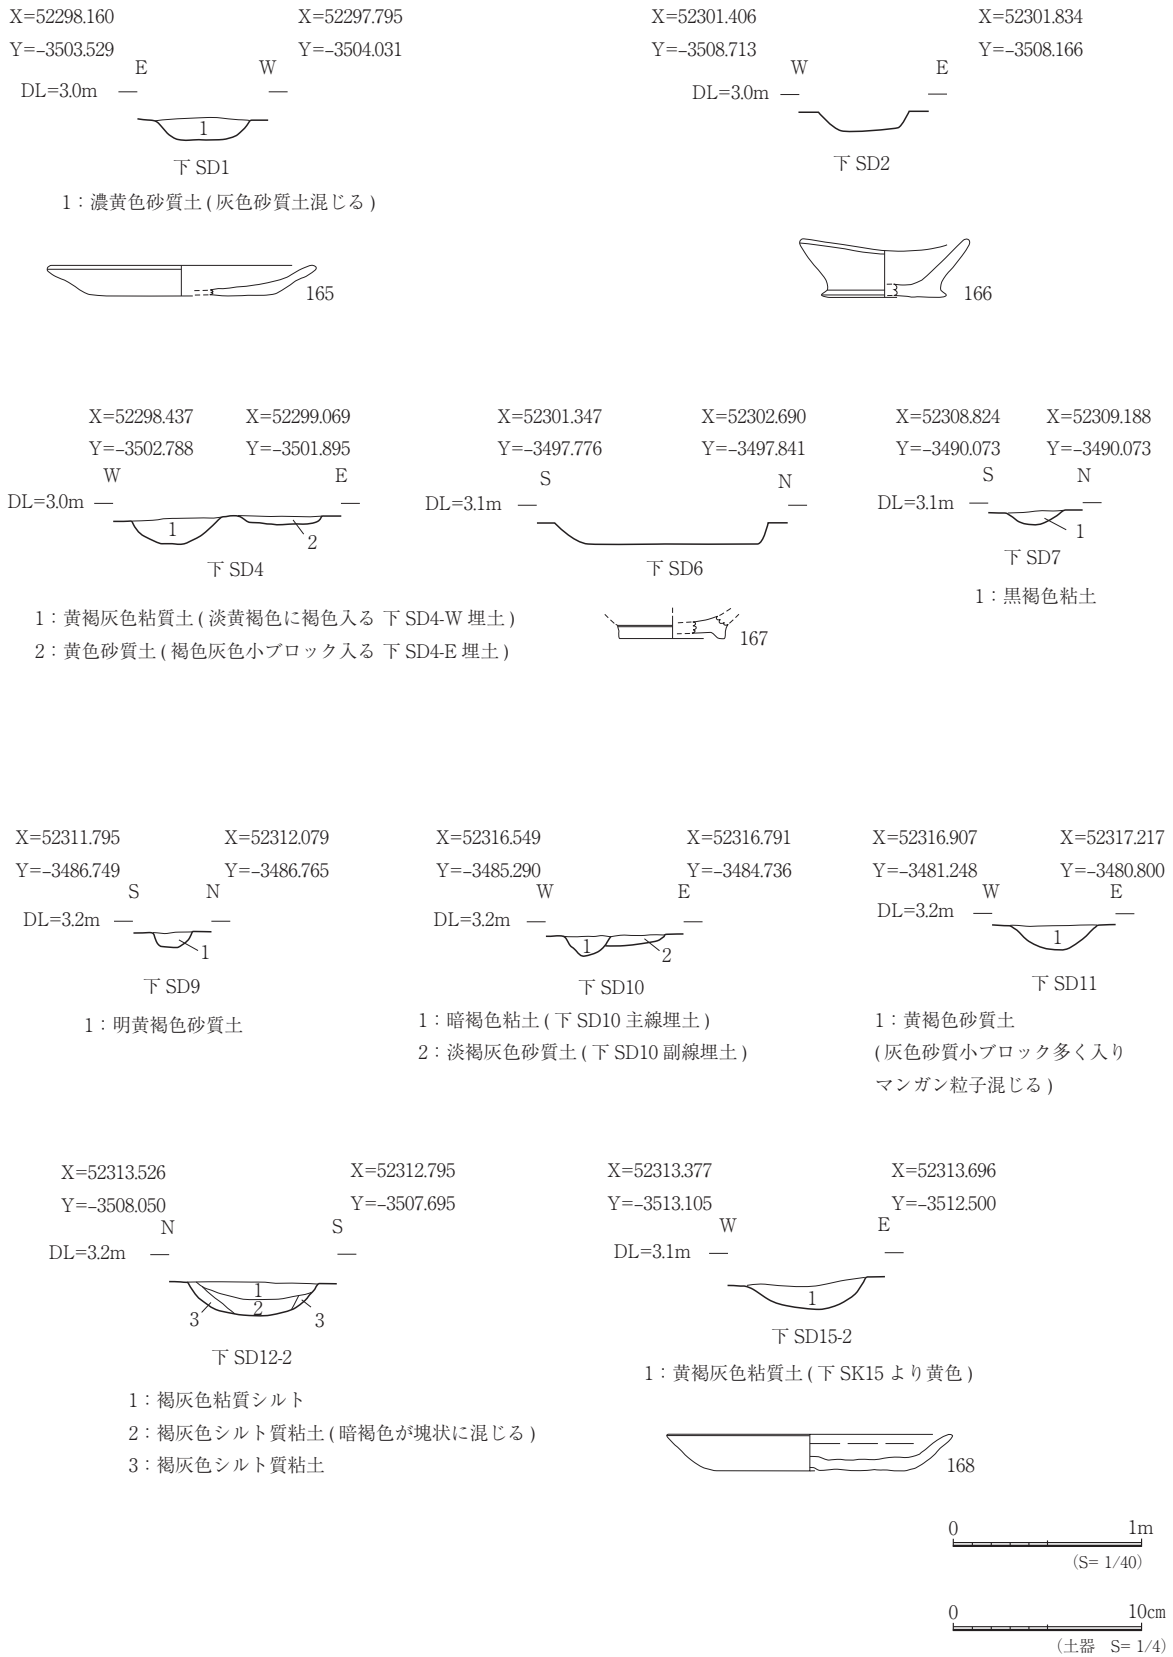 X=52298.160 X=52297.795
Y=-3503.529 Y=-3504.031
E W
DL=3.0m
1
下 SD1
1：濃黄色砂質土 ( 灰色砂質土混じる )
165
X=52301.406 X=52301.834
Y=-3508.713 Y=-3508.166
W E
DL=3.0m
下 SD2
166
X=52298.437 X=52299.069
Y=-3502.788 Y=-3501.895
W E
DL=3.0m
1
2
下 SD4
1：黄褐灰色粘質土 ( 淡黄褐色に褐色入る 下 SD4-W 埋土 )
2：黄色砂質土 ( 褐色灰色小ブロック入る 下 SD4-E 埋土 )
X=52301.347 X=52302.690
Y=-3497.776 Y=-3497.841
S N
DL=3.1m
下 SD6
167
X=52308.824 X=52309.188
Y=-3490.073 Y=-3490.073
S N
DL=3.1m
1
下 SD7
1：黒褐色粘土
X=52311.795 X=52312.079
Y=-3486.749 Y=-3486.765
S N
DL=3.2m
1
下 SD9
1：明黄褐色砂質土
X=52316.549 X=52316.791
Y=-3485.290 Y=-3484.736
W E
DL=3.2m
1
2
下 SD10
1：暗褐色粘土 ( 下 SD10 主線埋土 )
2：淡褐灰色砂質土 ( 下 SD10 副線埋土 )
X=52316.907 X=52317.217
Y=-3481.248 Y=-3480.800
W E
DL=3.2m
1
下 SD11
1：黄褐色砂質土
( 灰色砂質小ブロック多く入り
マンガン粒子混じる )
X=52313.526 X=52312.795
Y=-3508.050 Y=-3507.695
N S
DL=3.2m
1
2
3 3
下 SD12-2
1：褐灰色粘質シルト
2：褐灰色シルト質粘土 ( 暗褐色が塊状に混じる )
3：褐灰色シルト質粘土
X=52313.377 X=52313.696
Y=-3513.105 Y=-3512.500
W E
DL=3.1m
1
下 SD15-2
1：黄褐灰色粘質土 ( 下 SK15 より黄色 )
168
0 1m
(S= 1/40)
0 10㎝
(土器 S= 1/4)